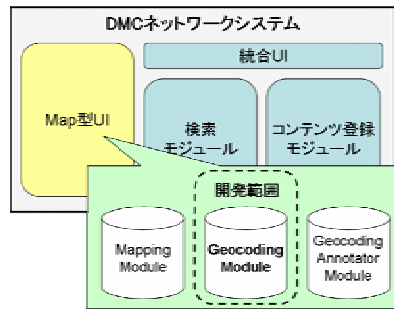 DMCネットワークシステム
統合UI
Map型UI
検索
モジュール
コンテンツ登録
モジュール
開発範囲
Mapping
Module
Geocoding
Module
Geocoding
Annotator
Module